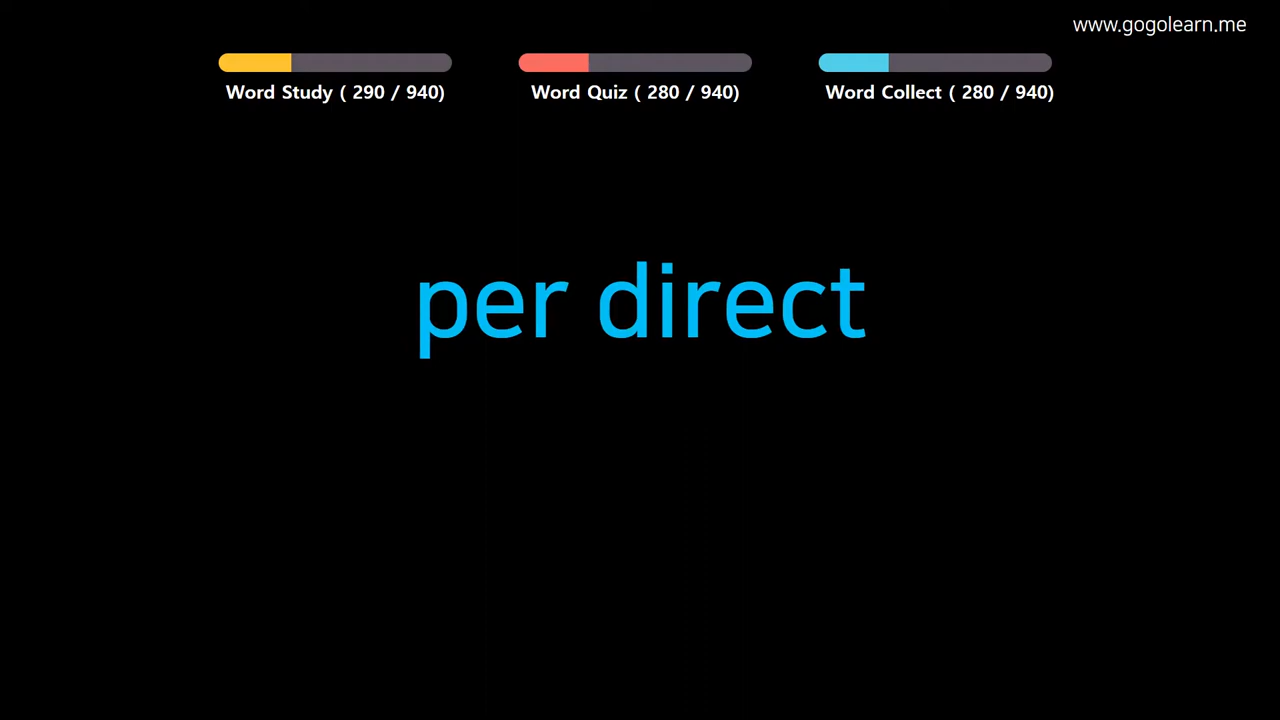 www.gogolearn.me
Word Study ( 290 / 940)
Word Quiz ( 280 / 940)
Word Collect ( 280 / 940)
per direct